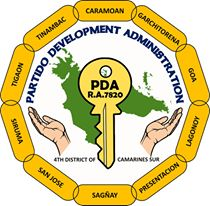 CARAMOAN
GARCHITORENA
GOA
LAGONOY
PRESENTACION
SAGÑAY
SAN JOSE
SIRUMA
TIGAON
TINAMBAC
PARTIDO DEVELOPMENT ADMINISTRATION
PDA
R.A.7820
4TH DISTRICT OF CAMARINES SUR